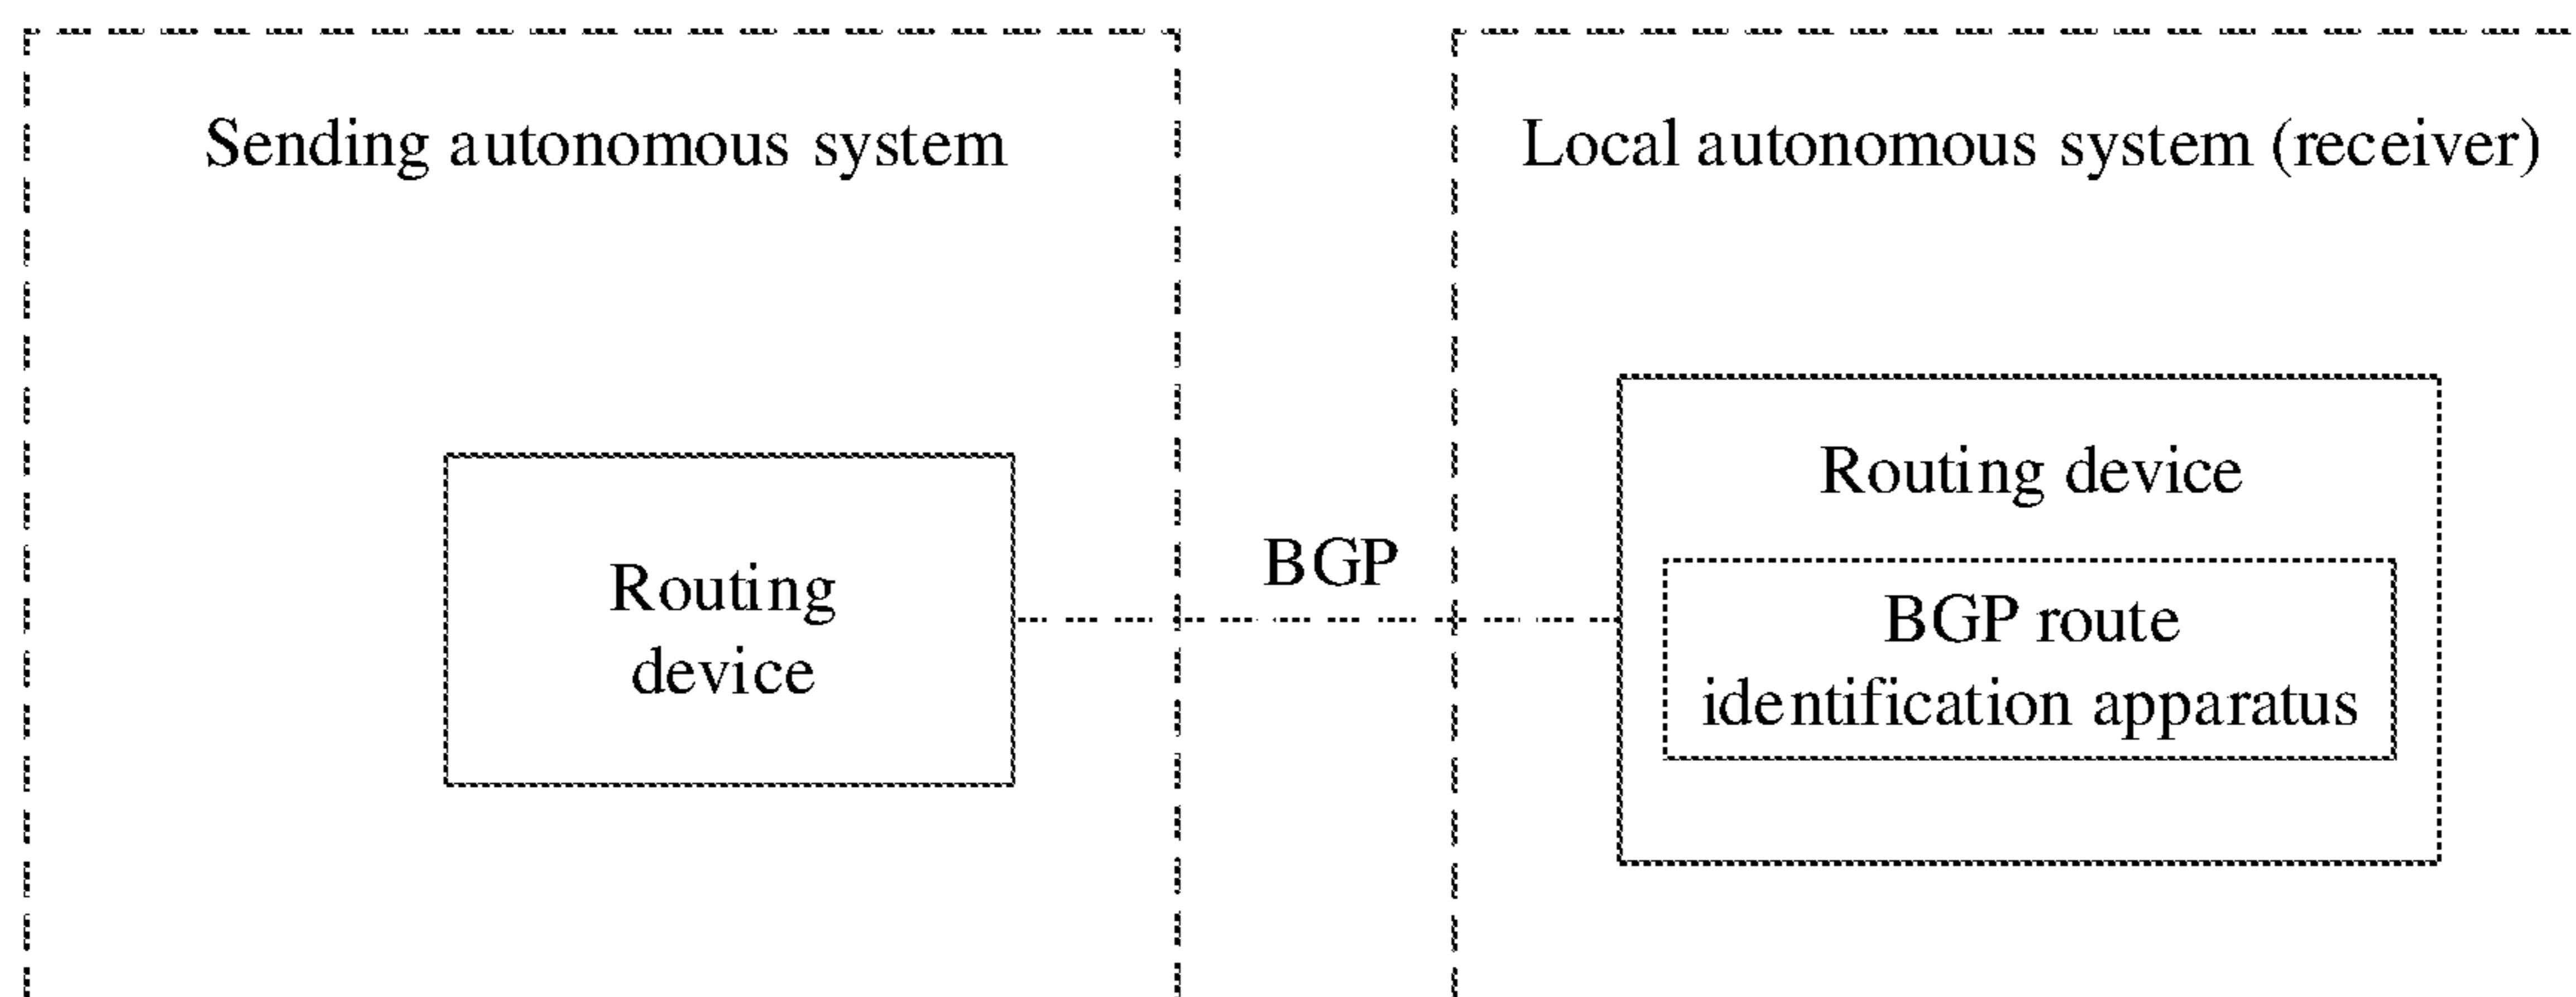 Sending autonomous system
Local autonomous system (receiver)
Routing
device
BGP
Routing device
BGP route
identification apparatus